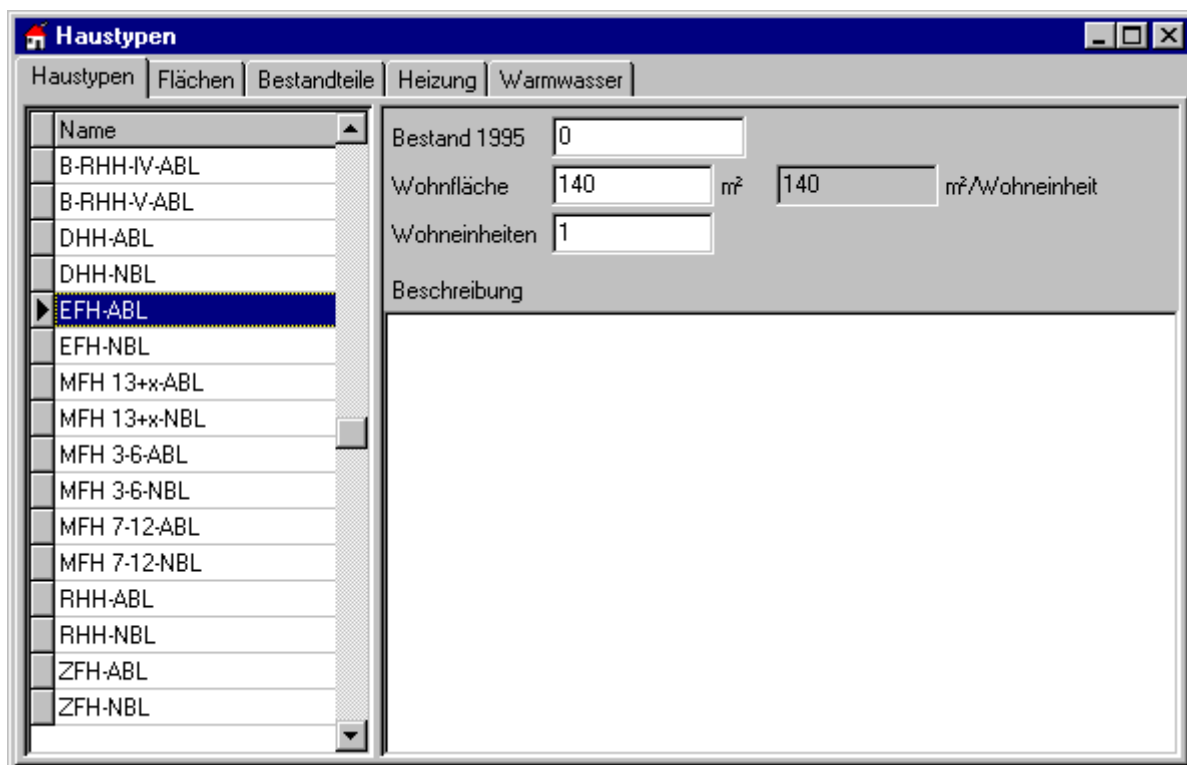 Haustypen
Haustypen Flächen Bestandteile Heizung Warmwasser
Name
B-RHH-IV-ABL
B-RHH-V-ABL
DHH-ABL
DHH-NBL
EFH-ABL
EFH-NBL
MFH 13+x-ABL
MFH 13+x-NBL
MFH 3-6-ABL
MFH 3-6-NBL
MFH 7-12-ABL
MFH 7-12-NBL
RHH-ABL
RHH-NBL
ZFH-ABL
ZFH-NBL
Bestand 1995 0
Wohnfläche 140 m² 140 m²/Wohneinheit
Wohneinheiten 1
Beschreibung